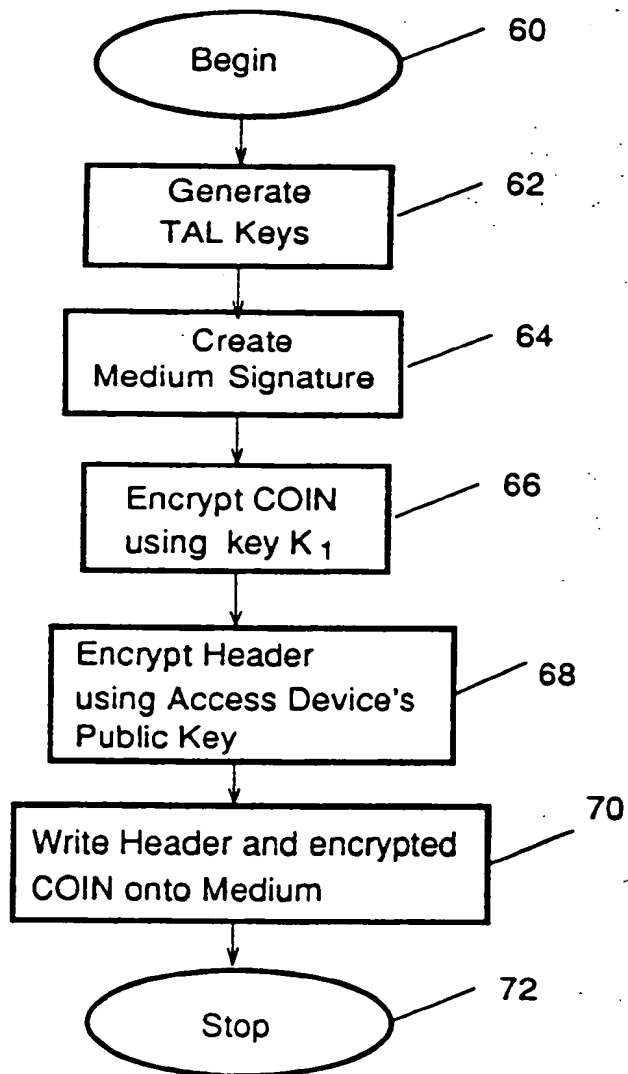 60
Begin
62
Generate
TAL Keys
64
Create
Medium Signature
66
Encrypt COIN
using key K1
68
Encrypt Header
using Access Device's
Public Key
70
Write Header and encrypted
COIN onto Medium
72
Stop